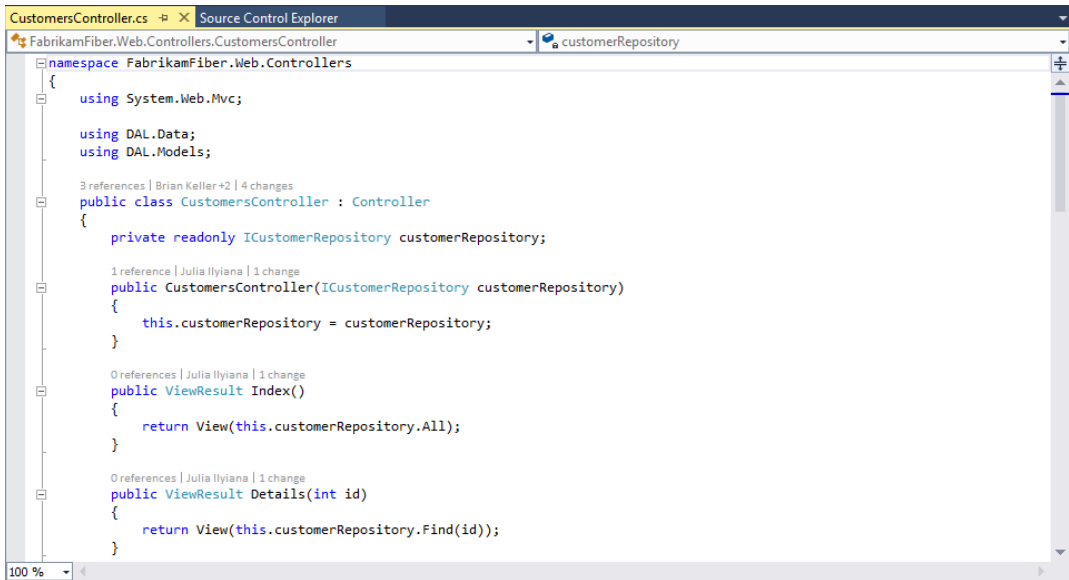 CustomersController.cs Source Control Explorer
FabrikamFiber.Web.Controllers.CustomersController customerRepository
namespace FabrikamFiber.Web.Controllers
{
using System.Web.Mvc;
using DAL.Data;
using DAL.Models;
3 references | Brian Keller +2 | 4 changes
public class CustomersController : Controller
{
private readonly ICustomerRepository customerRepository;
1 reference | Julia Ilyiana | 1 change
public CustomersController(ICustomerRepository customerRepository)
{
this.customerRepository = customerRepository;
}
0 references | Julia Ilyiana | 1 change
public ViewResult Index()
{
return View(this.customerRepository.All);
}
0 references | Julia Ilyiana | 1 change
public ViewResult Details(int id)
{
return View(this.customerRepository.Find(id));
}
100 %